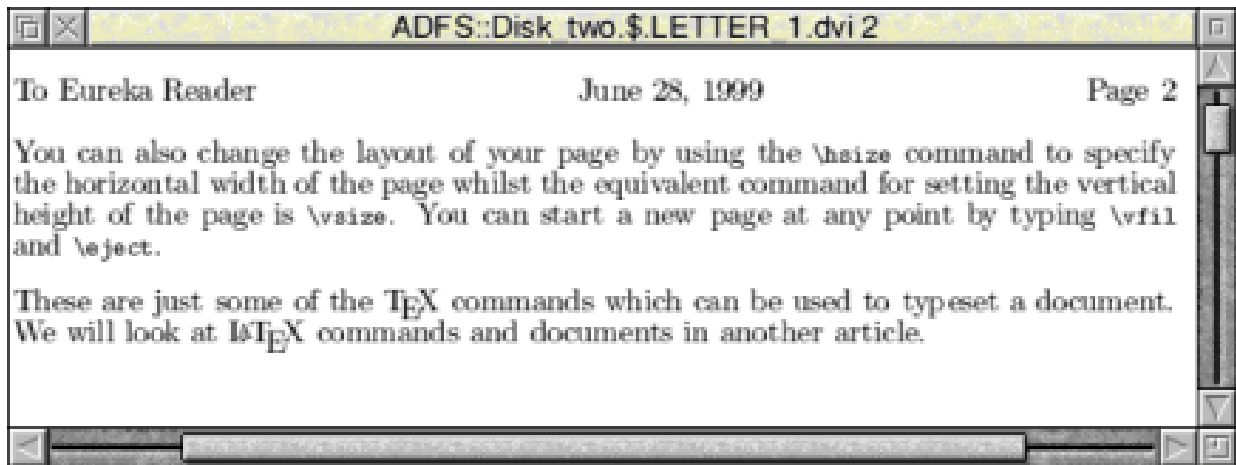 ADFS::Disk_two.$.LETTER_1.dvi 2
To Eureka Reader June 28, 1999 Page 2
You can also change the layout of your page by using the \hsize command to specify
the horizontal width of the page whilst the equivalent command for setting the vertical
height of the page is \vsize. You can start a new page at any point by typing \vfil
and \eject.
These are just some of the TEX commands which can be used to typeset a document.
We will look at LATEX commands and documents in another article.